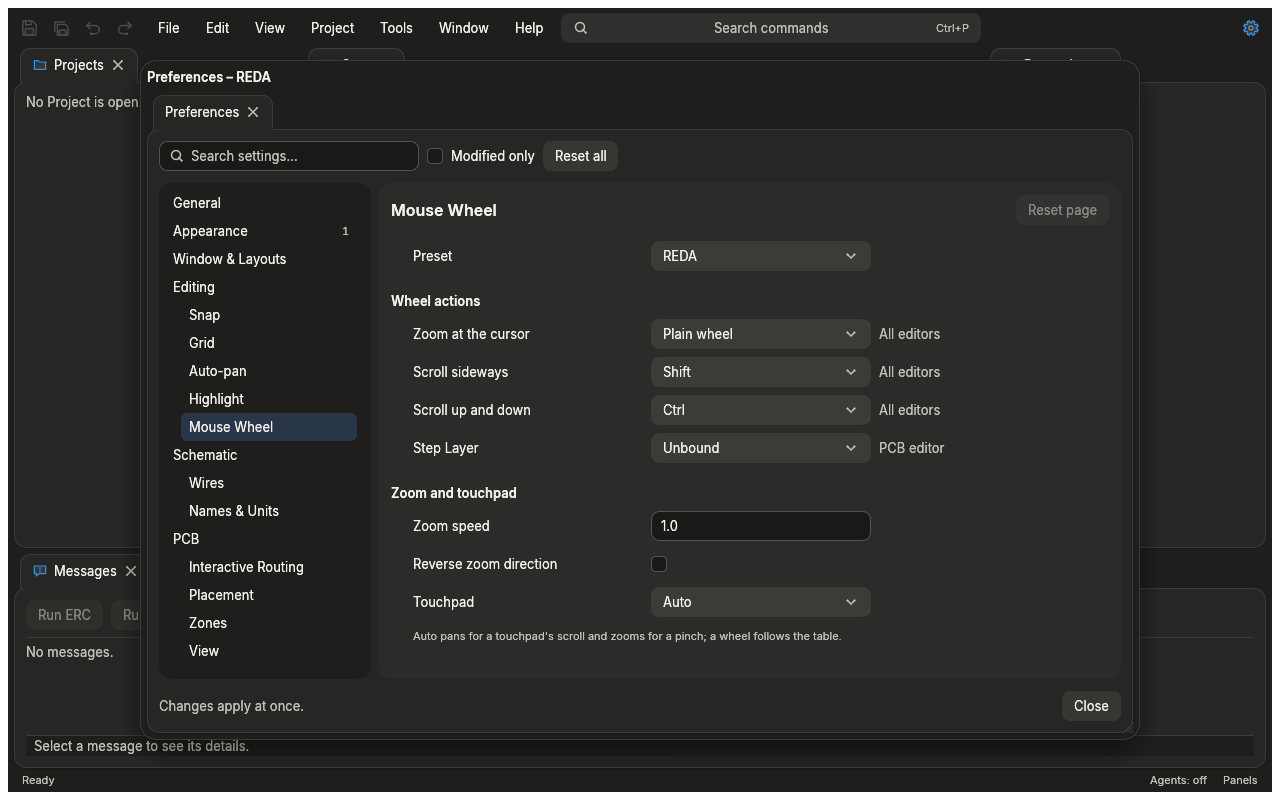 File Edit View Project Tools Window Help Search commands Ctrl+P
Projects
No Project is open
Preferences – REDA
Preferences
Search settings... Modified only Reset all
General
Appearance 1
Window & Layouts
Editing
Snap
Grid
Auto-pan
Highlight
Mouse Wheel
Schematic
Wires
Names & Units
PCB
Interactive Routing
Placement
Zones
View
Mouse Wheel Reset page
Preset REDA
Wheel actions
Zoom at the cursor Plain wheel All editors
Scroll sideways Shift All editors
Scroll up and down Ctrl All editors
Step Layer Unbound PCB editor
Zoom and touchpad
Zoom speed 1.0
Reverse zoom direction
Touchpad Auto
Auto pans for a touchpad's scroll and zooms for a pinch; a wheel follows the table.
Changes apply at once. Close
Messages
Run ERC Ru
No messages.
Select a message to see its details.
Ready Agents: off Panels